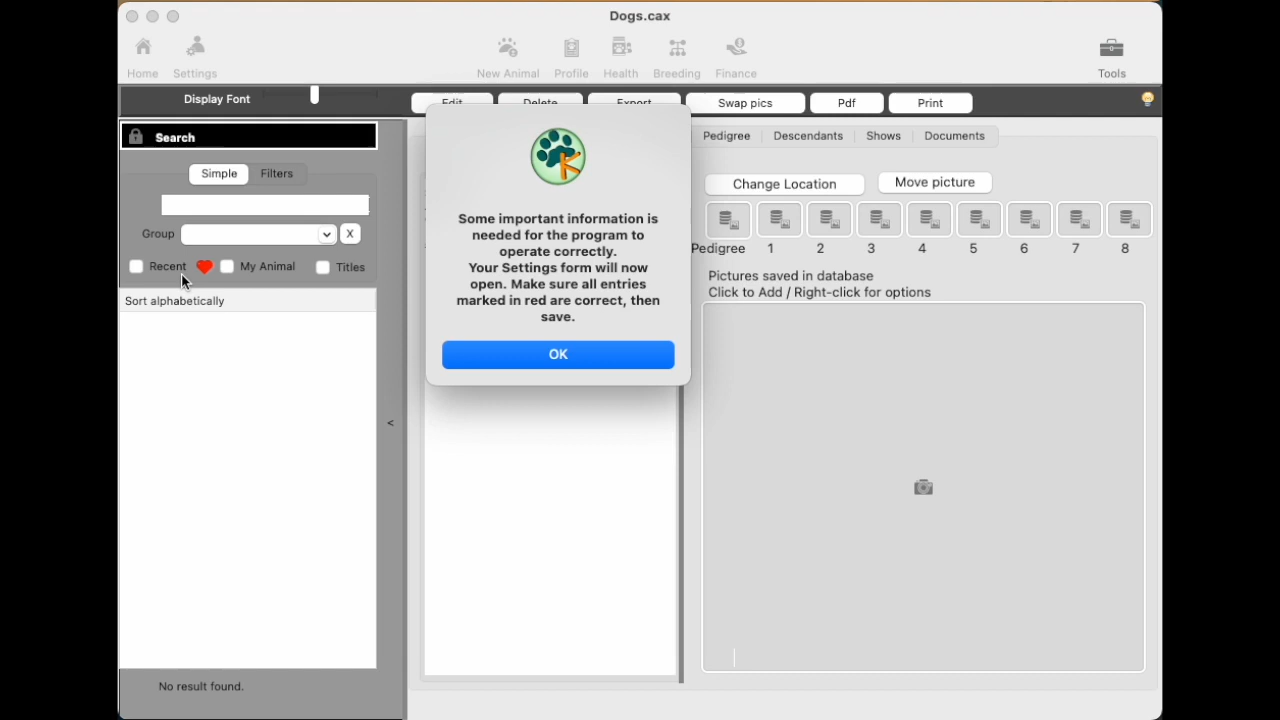 Dogs.cax
Home Settings New Animal Profile Health Breeding Finance Tools
Display Font Edit Delete Export Swap pics Pdf Print
Search
Pedigree Descendants Shows Documents
Simple Filters
Group X
Recent My Animal Titles
Sort alphabetically
No result found.
<
Some important information is
needed for the program to
operate correctly.
Your Settings form will now
open. Make sure all entries
marked in red are correct, then
save.
OK
Change Location Move picture
Pedigree 1 2 3 4 5 6 7 8
Pictures saved in database
Click to Add / Right-click for options